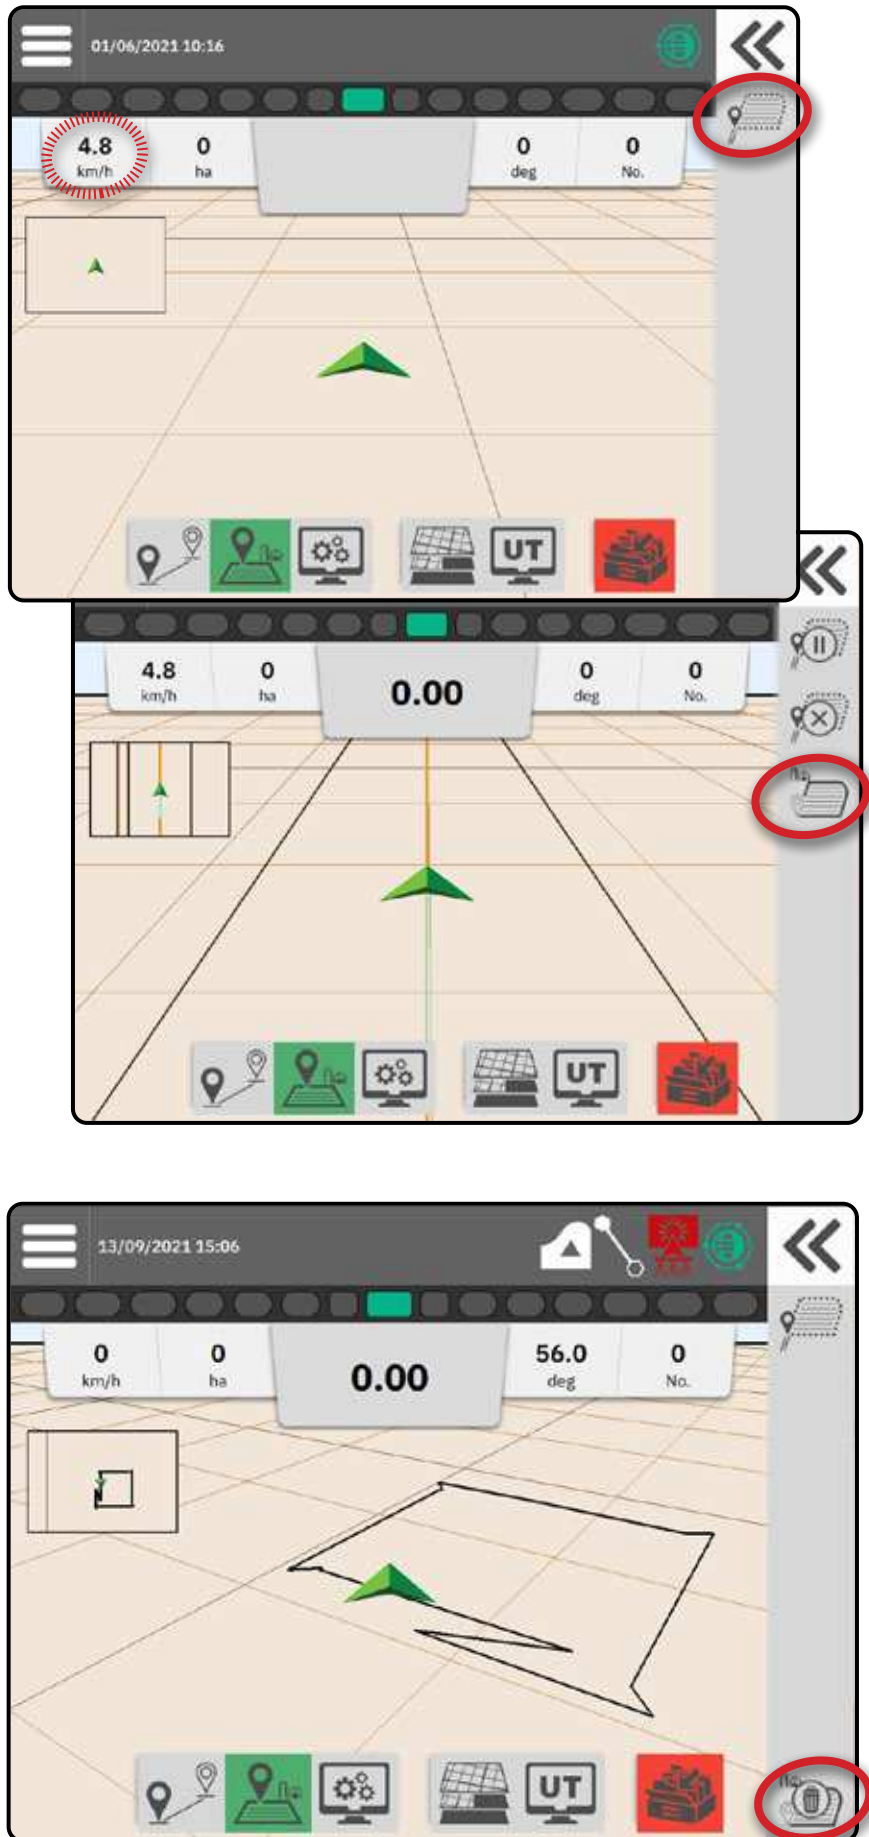 01/06/2021 10:16
4.8 0 0 0
km/h ha deg No.
UT
4.8 0 0.00 0 0
km/h ha deg No.
UT
13/09/2021 15:06
0 0 0.00 56.0 0
km/h ha deg No.
UT